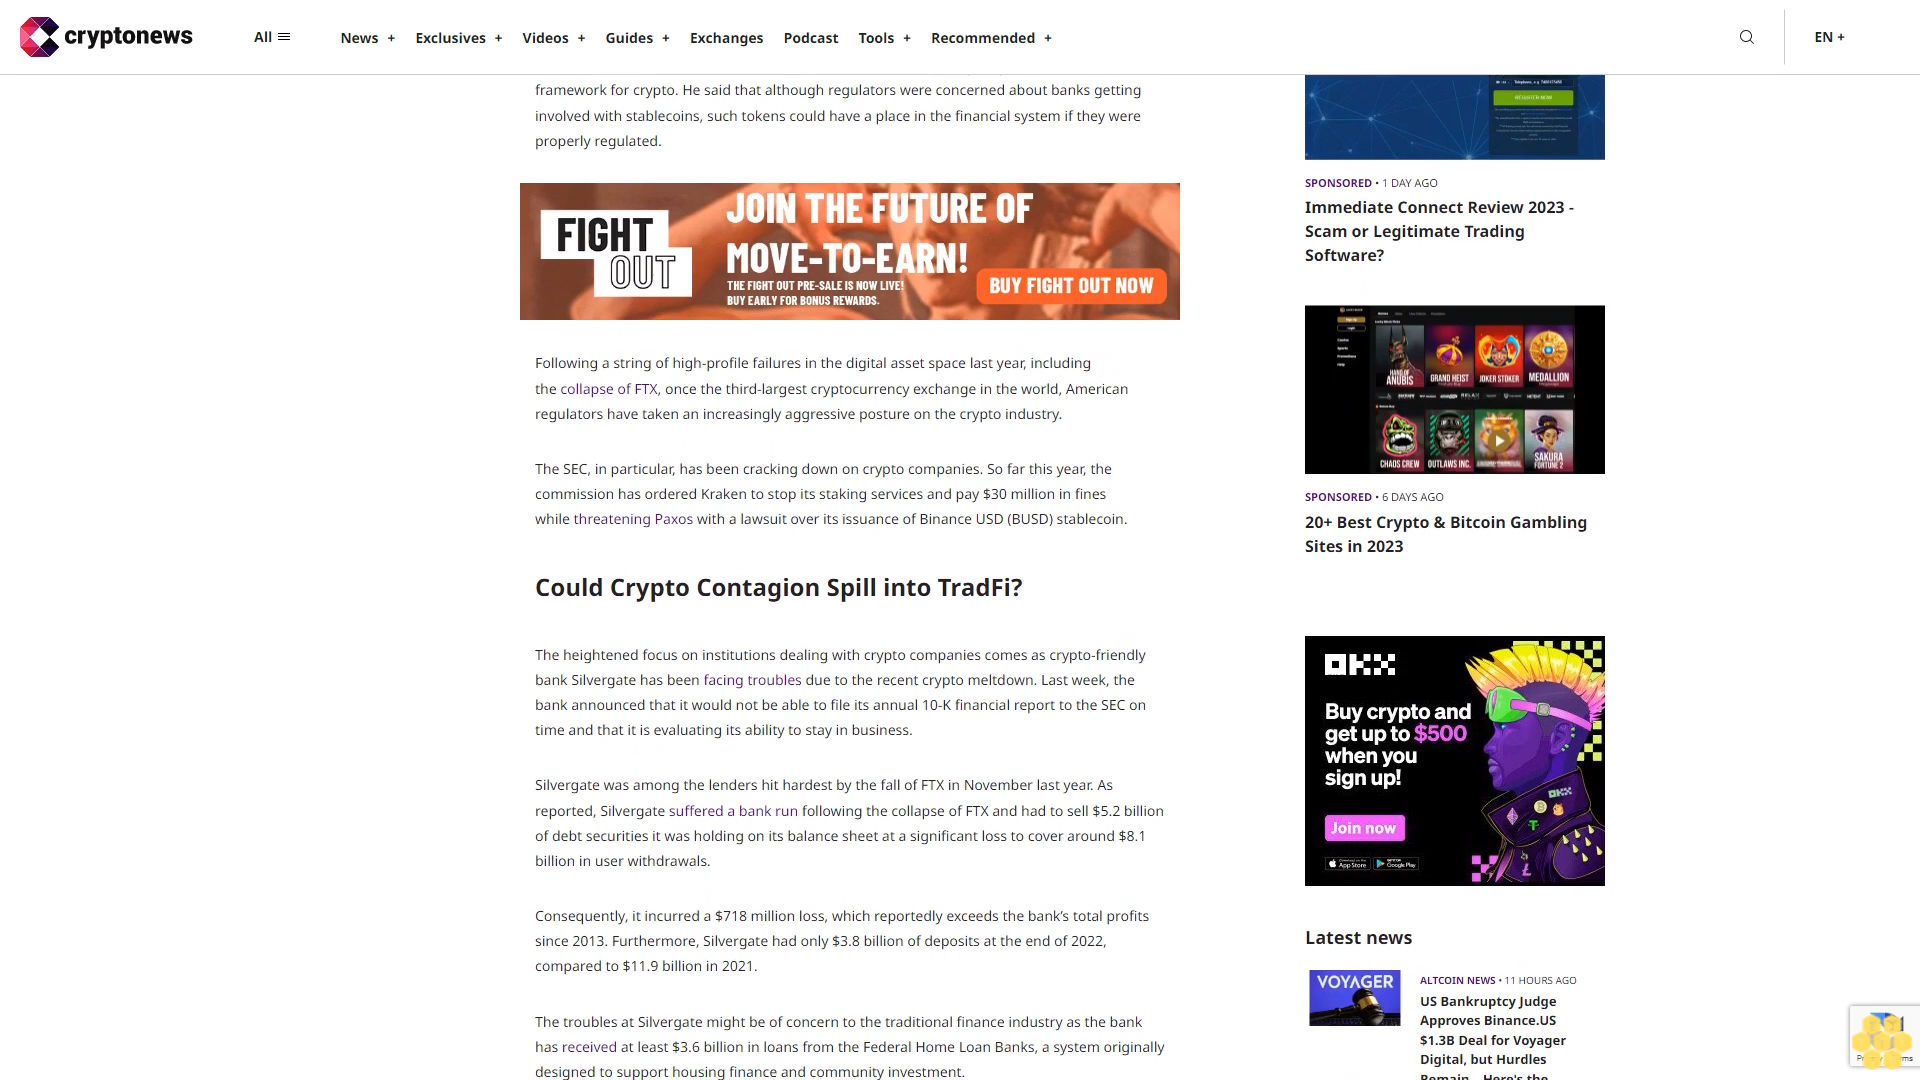 cryptonews
All
News +
Exclusives +
Videos +
Guides +
Exchanges
Podcast
Tools +
Recommended +
EN +
framework for crypto. He said that although regulators were concerned about banks getting
involved with stablecoins, such tokens could have a place in the financial system if they were
properly regulated.
FIGHT
OUT
JOIN THE FUTURE OF
MOVE-TO-EARN!
THE FIGHT OUT PRE-SALE IS NOW LIVE!
BUY EARLY FOR BONUS REWARDS.
BUY FIGHT OUT NOW
Following a string of high-profile failures in the digital asset space last year, including
the collapse of FTX, once the third-largest cryptocurrency exchange in the world, American
regulators have taken an increasingly aggressive posture on the crypto industry.
The SEC, in particular, has been cracking down on crypto companies. So far this year, the
commission has ordered Kraken to stop its staking services and pay $30 million in fines
while threatening Paxos with a lawsuit over its issuance of Binance USD (BUSD) stablecoin.
Could Crypto Contagion Spill into TradFi?
The heightened focus on institutions dealing with crypto companies comes as crypto-friendly
bank Silvergate has been facing troubles due to the recent crypto meltdown. Last week, the
bank announced that it would not be able to file its annual 10-K financial report to the SEC on
time and that it is evaluating its ability to stay in business.
Silvergate was among the lenders hit hardest by the fall of FTX in November last year. As
reported, Silvergate suffered a bank run following the collapse of FTX and had to sell $5.2 billion
of debt securities it was holding on its balance sheet at a significant loss to cover around $8.1
billion in user withdrawals.
Consequently, it incurred a $718 million loss, which reportedly exceeds the bank’s total profits
since 2013. Furthermore, Silvergate had only $3.8 billion of deposits at the end of 2022,
compared to $11.9 billion in 2021.
The troubles at Silvergate might be of concern to the traditional finance industry as the bank
has received at least $3.6 billion in loans from the Federal Home Loan Banks, a system originally
designed to support housing finance and community investment.
REGISTER NOW
SPONSORED • 1 DAY AGO
Immediate Connect Review 2023 -
Scam or Legitimate Trading
Software?
HAND OF
ANUBIS
GRAND HEIST
JOKER STOKER
MEDALLION
CHAOS CREW
OUTLAWS INC.
SAKURA
FORTUNE 2
SPONSORED • 6 DAYS AGO
20+ Best Crypto & Bitcoin Gambling
Sites in 2023
OKX
Buy crypto and
get up to $500
when you
sign up!
Join now
App Store
Google Play
Latest news
VOYAGER
ALTCOIN NEWS • 11 HOURS AGO
US Bankruptcy Judge
Approves Binance.US
$1.3B Deal for Voyager
Digital, but Hurdles
Remain – Here's the